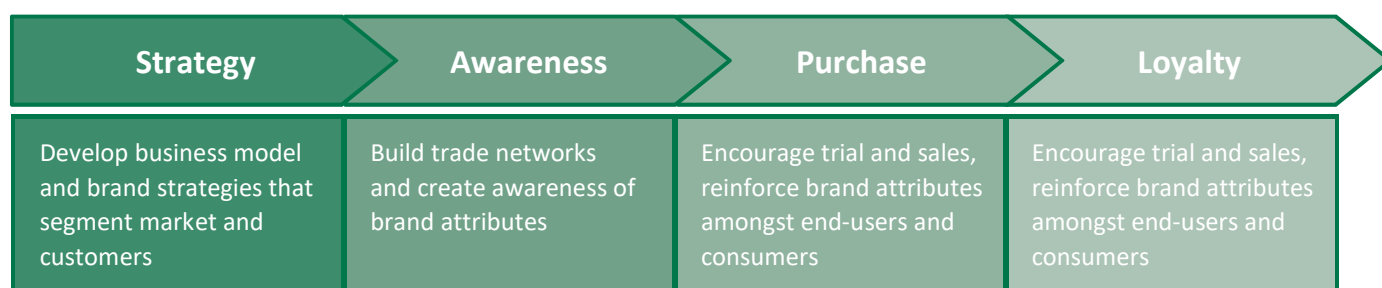 Strategy
Awareness
Purchase
Loyalty
Develop business model
and brand strategies that
segment market and
customers
Build trade networks
and create awareness of
brand attributes
Encourage trial and sales,
reinforce brand attributes
amongst end-users and
consumers
Encourage trial and sales,
reinforce brand attributes
amongst end-users and
consumers